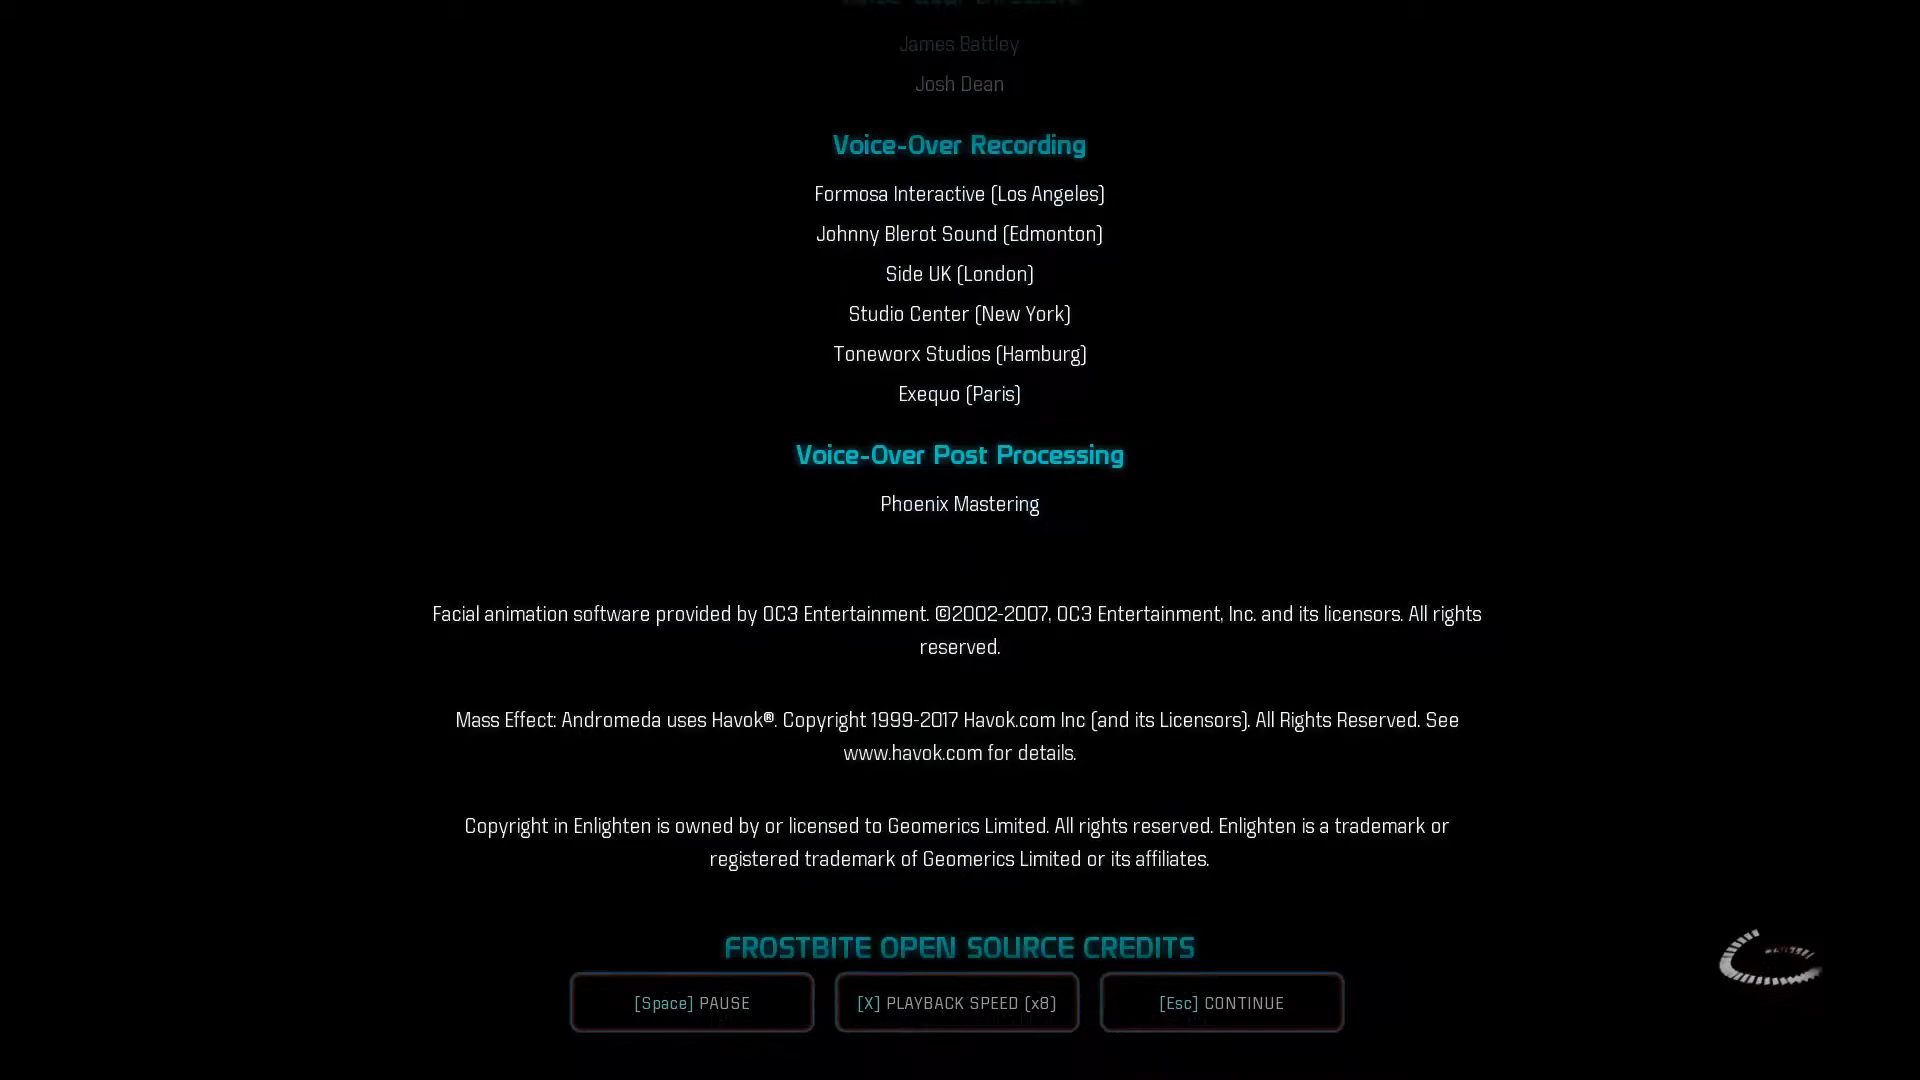 James Battley
Josh Dean
Voice-Over Recording
Formosa Interactive (Los Angeles)
Johnny Blerot Sound (Edmonton)
Side UK (London)
Studio Center (New York)
Toneworx Studios (Hamburg)
Exequo (Paris)
Voice-Over Post Processing
Phoenix Mastering
Facial animation software provided by OC3 Entertainment. ©2002-2007, OC3 Entertainment, Inc. and its licensors. All rights
reserved.
Mass Effect: Andromeda uses Havok®. Copyright 1999-2017 Havok.com Inc (and its Licensors). All Rights Reserved. See
www.havok.com for details.
Copyright in Enlighten is owned by or licensed to Geomerics Limited. All rights reserved. Enlighten is a trademark or
registered trademark of Geomerics Limited or its affiliates.
FROSTBITE OPEN SOURCE CREDITS
[Space] PAUSE
[X] PLAYBACK SPEED (x8)
[Esc] CONTINUE